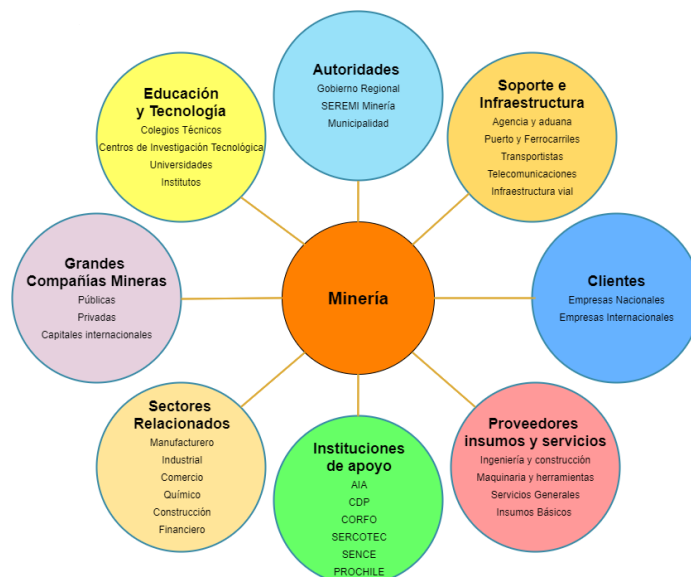 Autoridades
Gobierno Regional
SEREMI Minería
Municipalidad
Educación
y Tecnología
Colegios Técnicos
Centros de Investigación Tecnológica
Universidades
Institutos
Soporte e
Infraestructura
Agencia y aduana
Puerto y Ferrocarriles
Transportistas
Telecomunicaciones
Infraestructura vial
Grandes
Compañías Mineras
Públicas
Privadas
Capitales internacionales
Minería
Clientes
Empresas Nacionales
Empresas Internacionales
Sectores
Relacionados
Manufacturero
Industrial
Comercio
Químico
Construcción
Financiero
Instituciones
de apoyo
AIA
CDP
CORFO
SERCOTEC
SENCE
PROCHILE
Proveedores
insumos y servicios
Ingeniería y construcción
Maquinaria y herramientas
Servicios Generales
Insumos Básicos